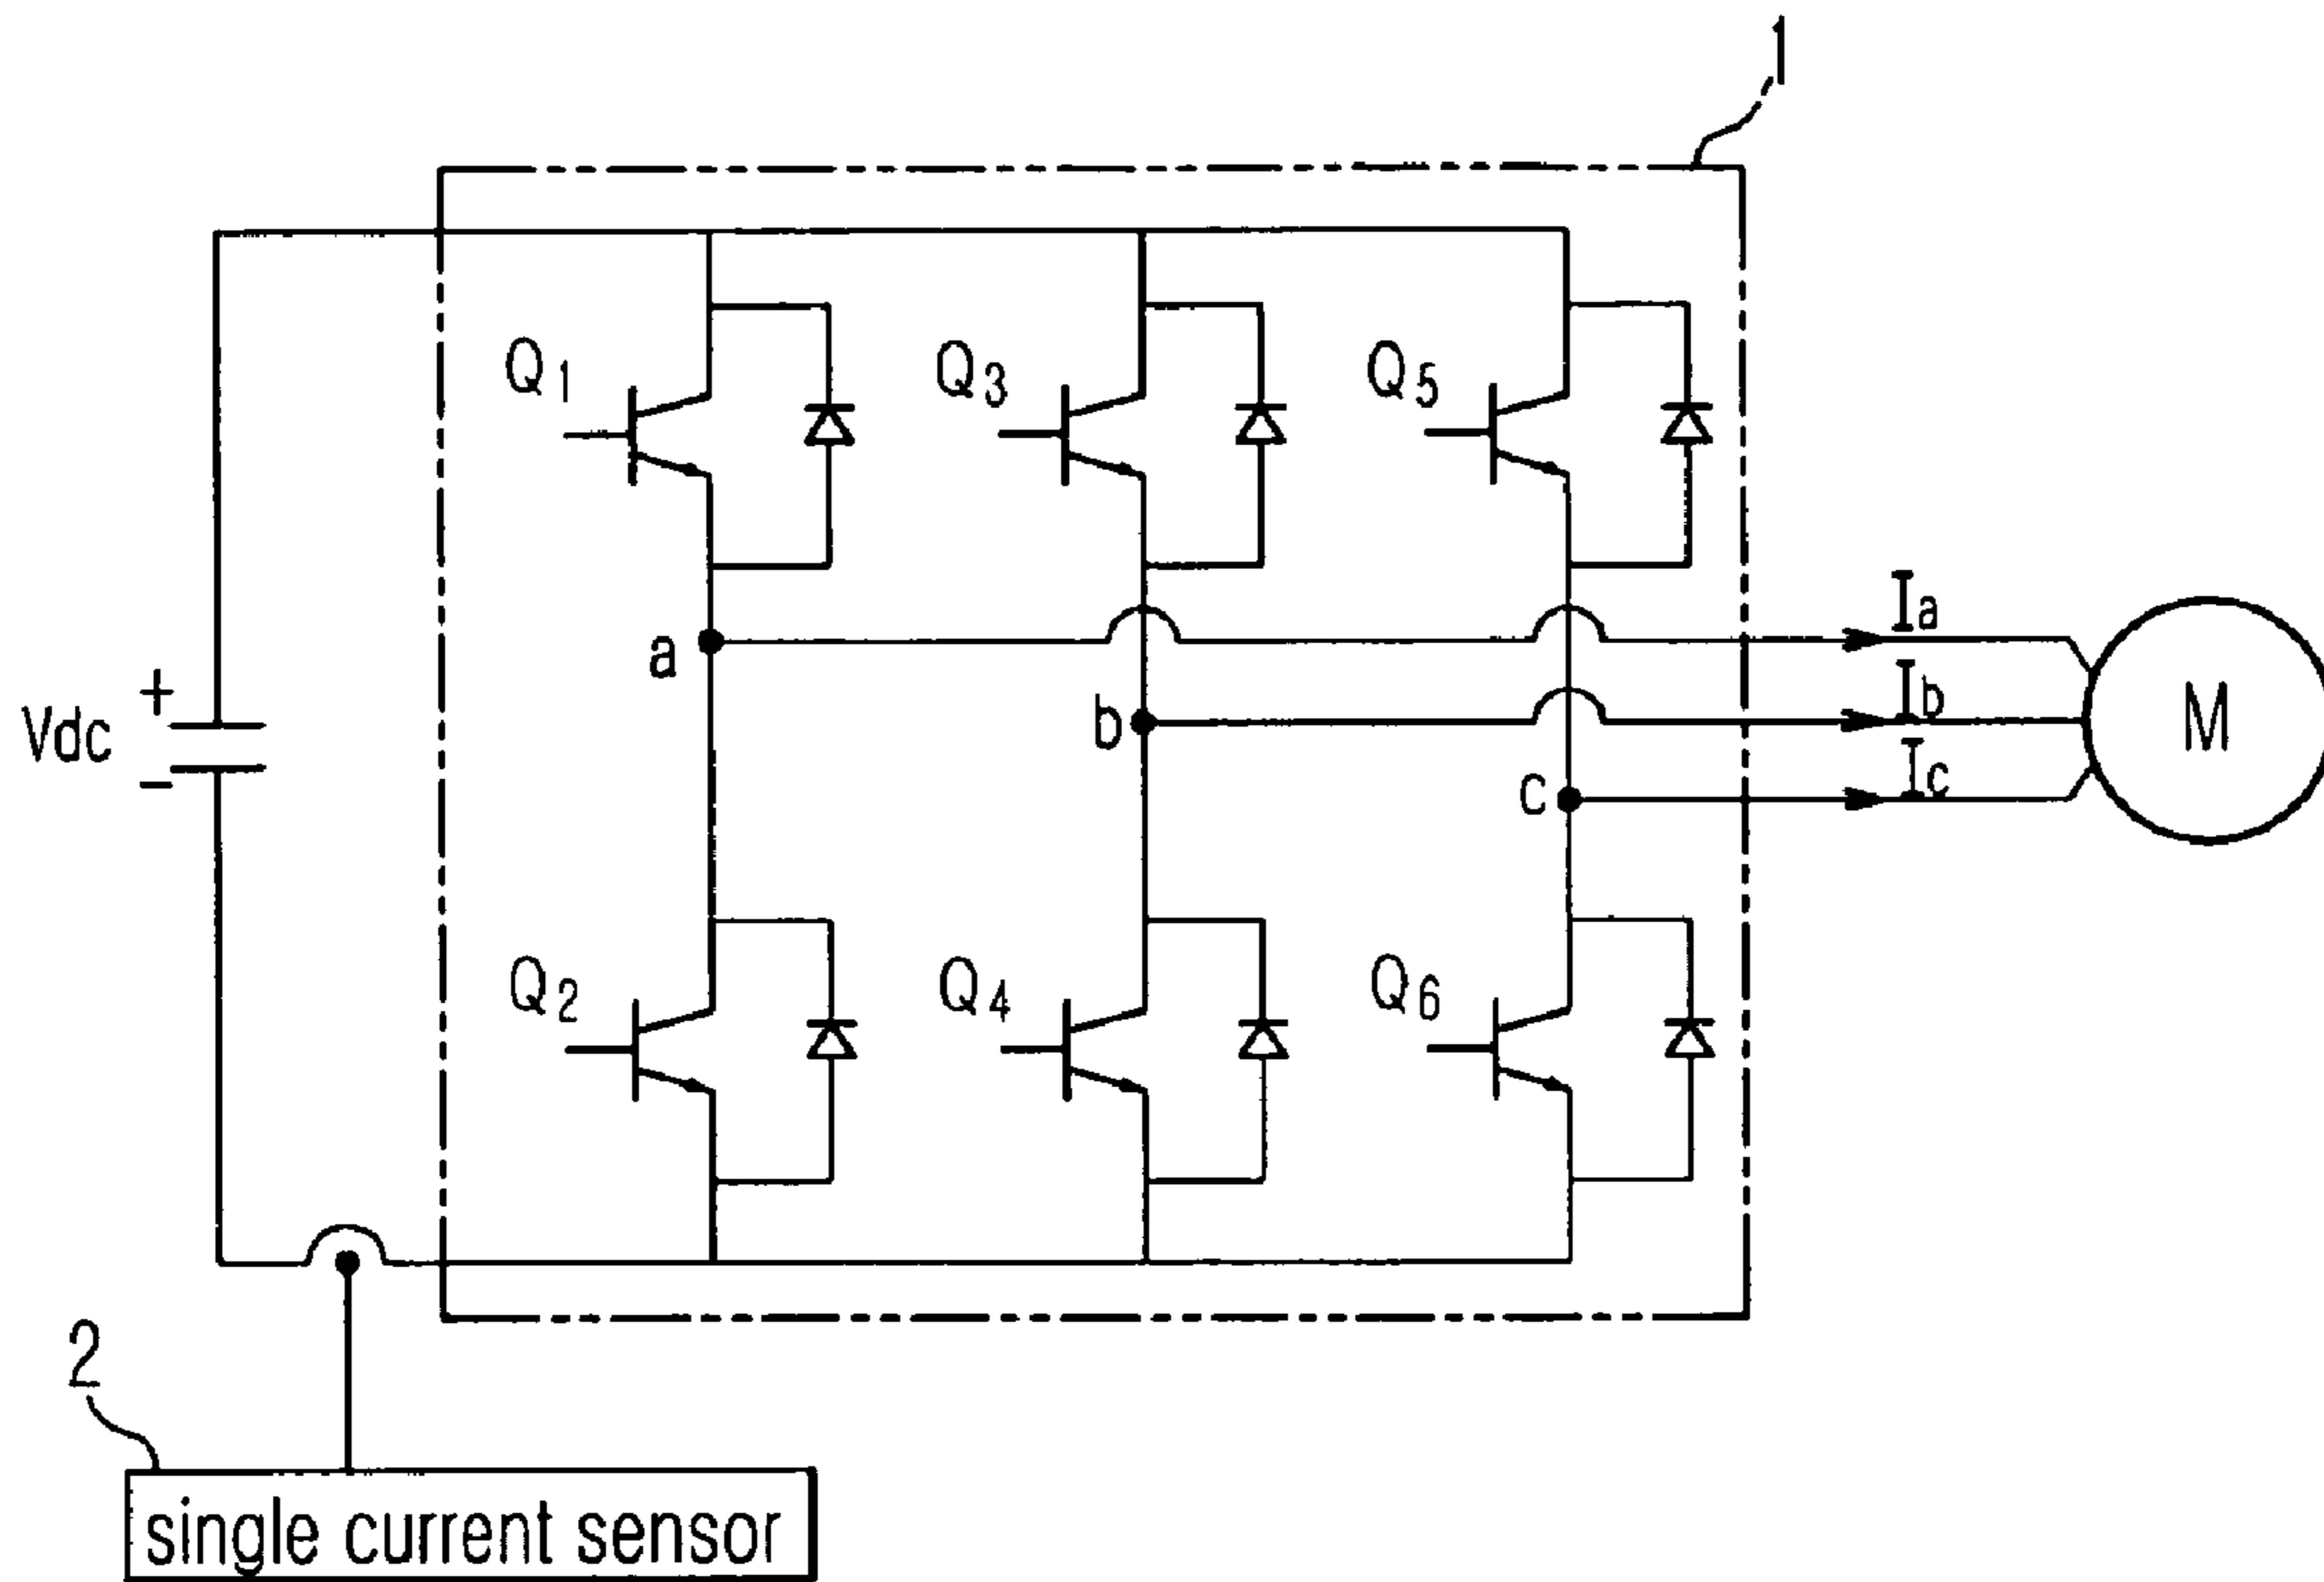 1
Q1
Q3
Q5
Ia
a
Ib
M
+
Vdc
−
b
Ic
c
Q2
Q4
Q6
2
single current sensor